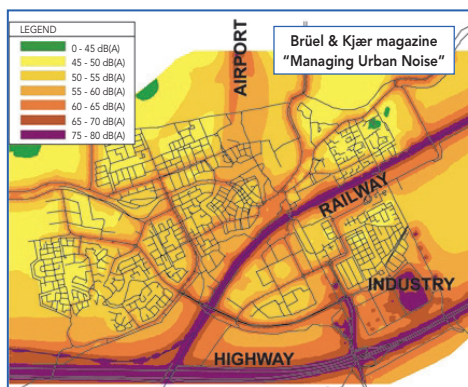 LEGEND
0 - 45 dB(A)
45 - 50 dB(A)
50 - 55 dB(A)
55 - 60 dB(A)
60 - 65 dB(A)
65 - 70 dB(A)
75 - 80 dB(A)
Brüel & Kjær magazine
“Managing Urban Noise”
AIRPORT
RAILWAY
INDUSTRY
HIGHWAY